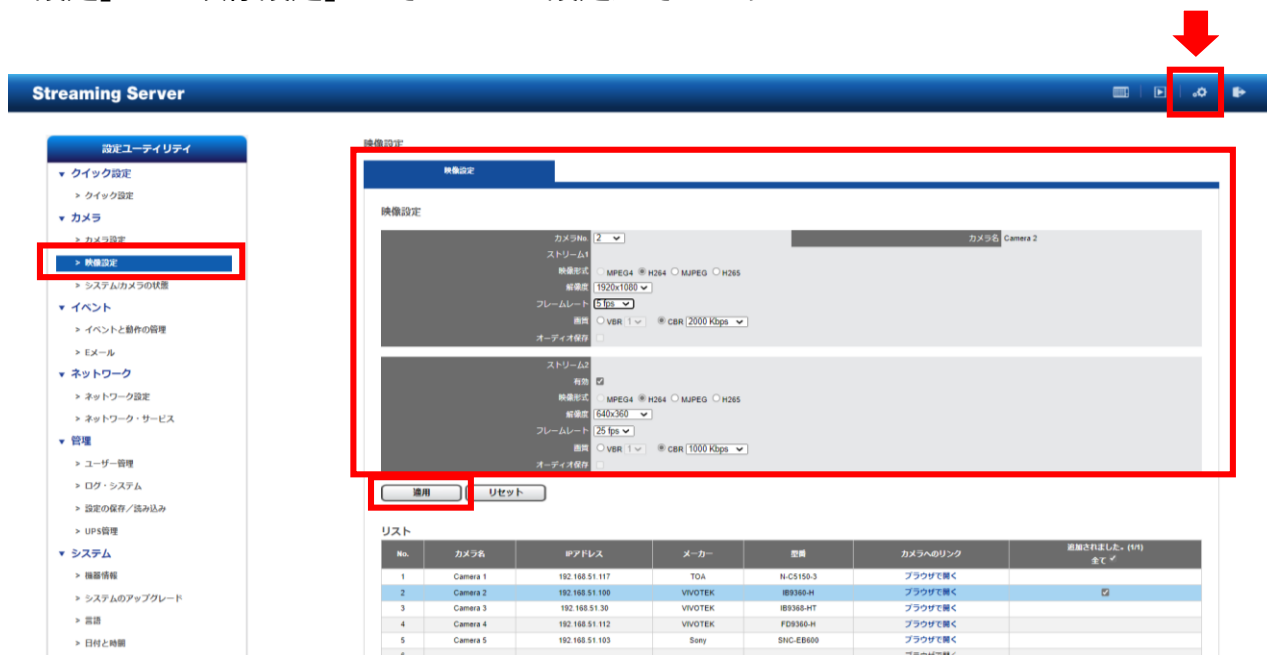 Streaming Server
設定ユーティリティ
クイック設定
> クイック設定
カメラ
> カメラ設定
> 映像設定
> システム/カメラの状態
イベント
> イベントと動作の管理
> Eメール
ネットワーク
> ネットワーク設定
> ネットワーク・サービス
管理
> ユーザー管理
> ログ・システム
> 設定の保存/読み込み
> UPS管理
システム
> 機器情報
> システムのアップグレード
> 言語
> 日付と時間
映像設定
映像設定
映像設定
カメラNo. 2 カメラ名 Camera 2
ストリーム1
映像形式 MPEG4 H264 MJPEG H265
解像度 1920x1080
フレームレート 5 fps
画質 VBR 1 CBR 2000 Kbps
オーディオ保存
ストリーム2
有効
映像形式 MPEG4 H264 MJPEG H265
解像度 640x360
フレームレート 25 fps
画質 VBR 1 CBR 1000 Kbps
オーディオ保存
適用 リセット
リスト
No. カメラ名 IPアドレス メーカー 型番 カメラへのリンク 追加されました。(1/1) 全て
1 Camera 1 192.168.51.117 TOA N-C5150-3 ブラウザで開く
2 Camera 2 192.168.51.100 VIVOTEK IB9360-H ブラウザで開く
3 Camera 3 192.168.51.30 VIVOTEK IB9368-HT ブラウザで開く
4 Camera 4 192.168.51.112 VIVOTEK FD9360-H ブラウザで開く
5 Camera 5 192.168.51.103 Sony SNC-EB600 ブラウザで開く